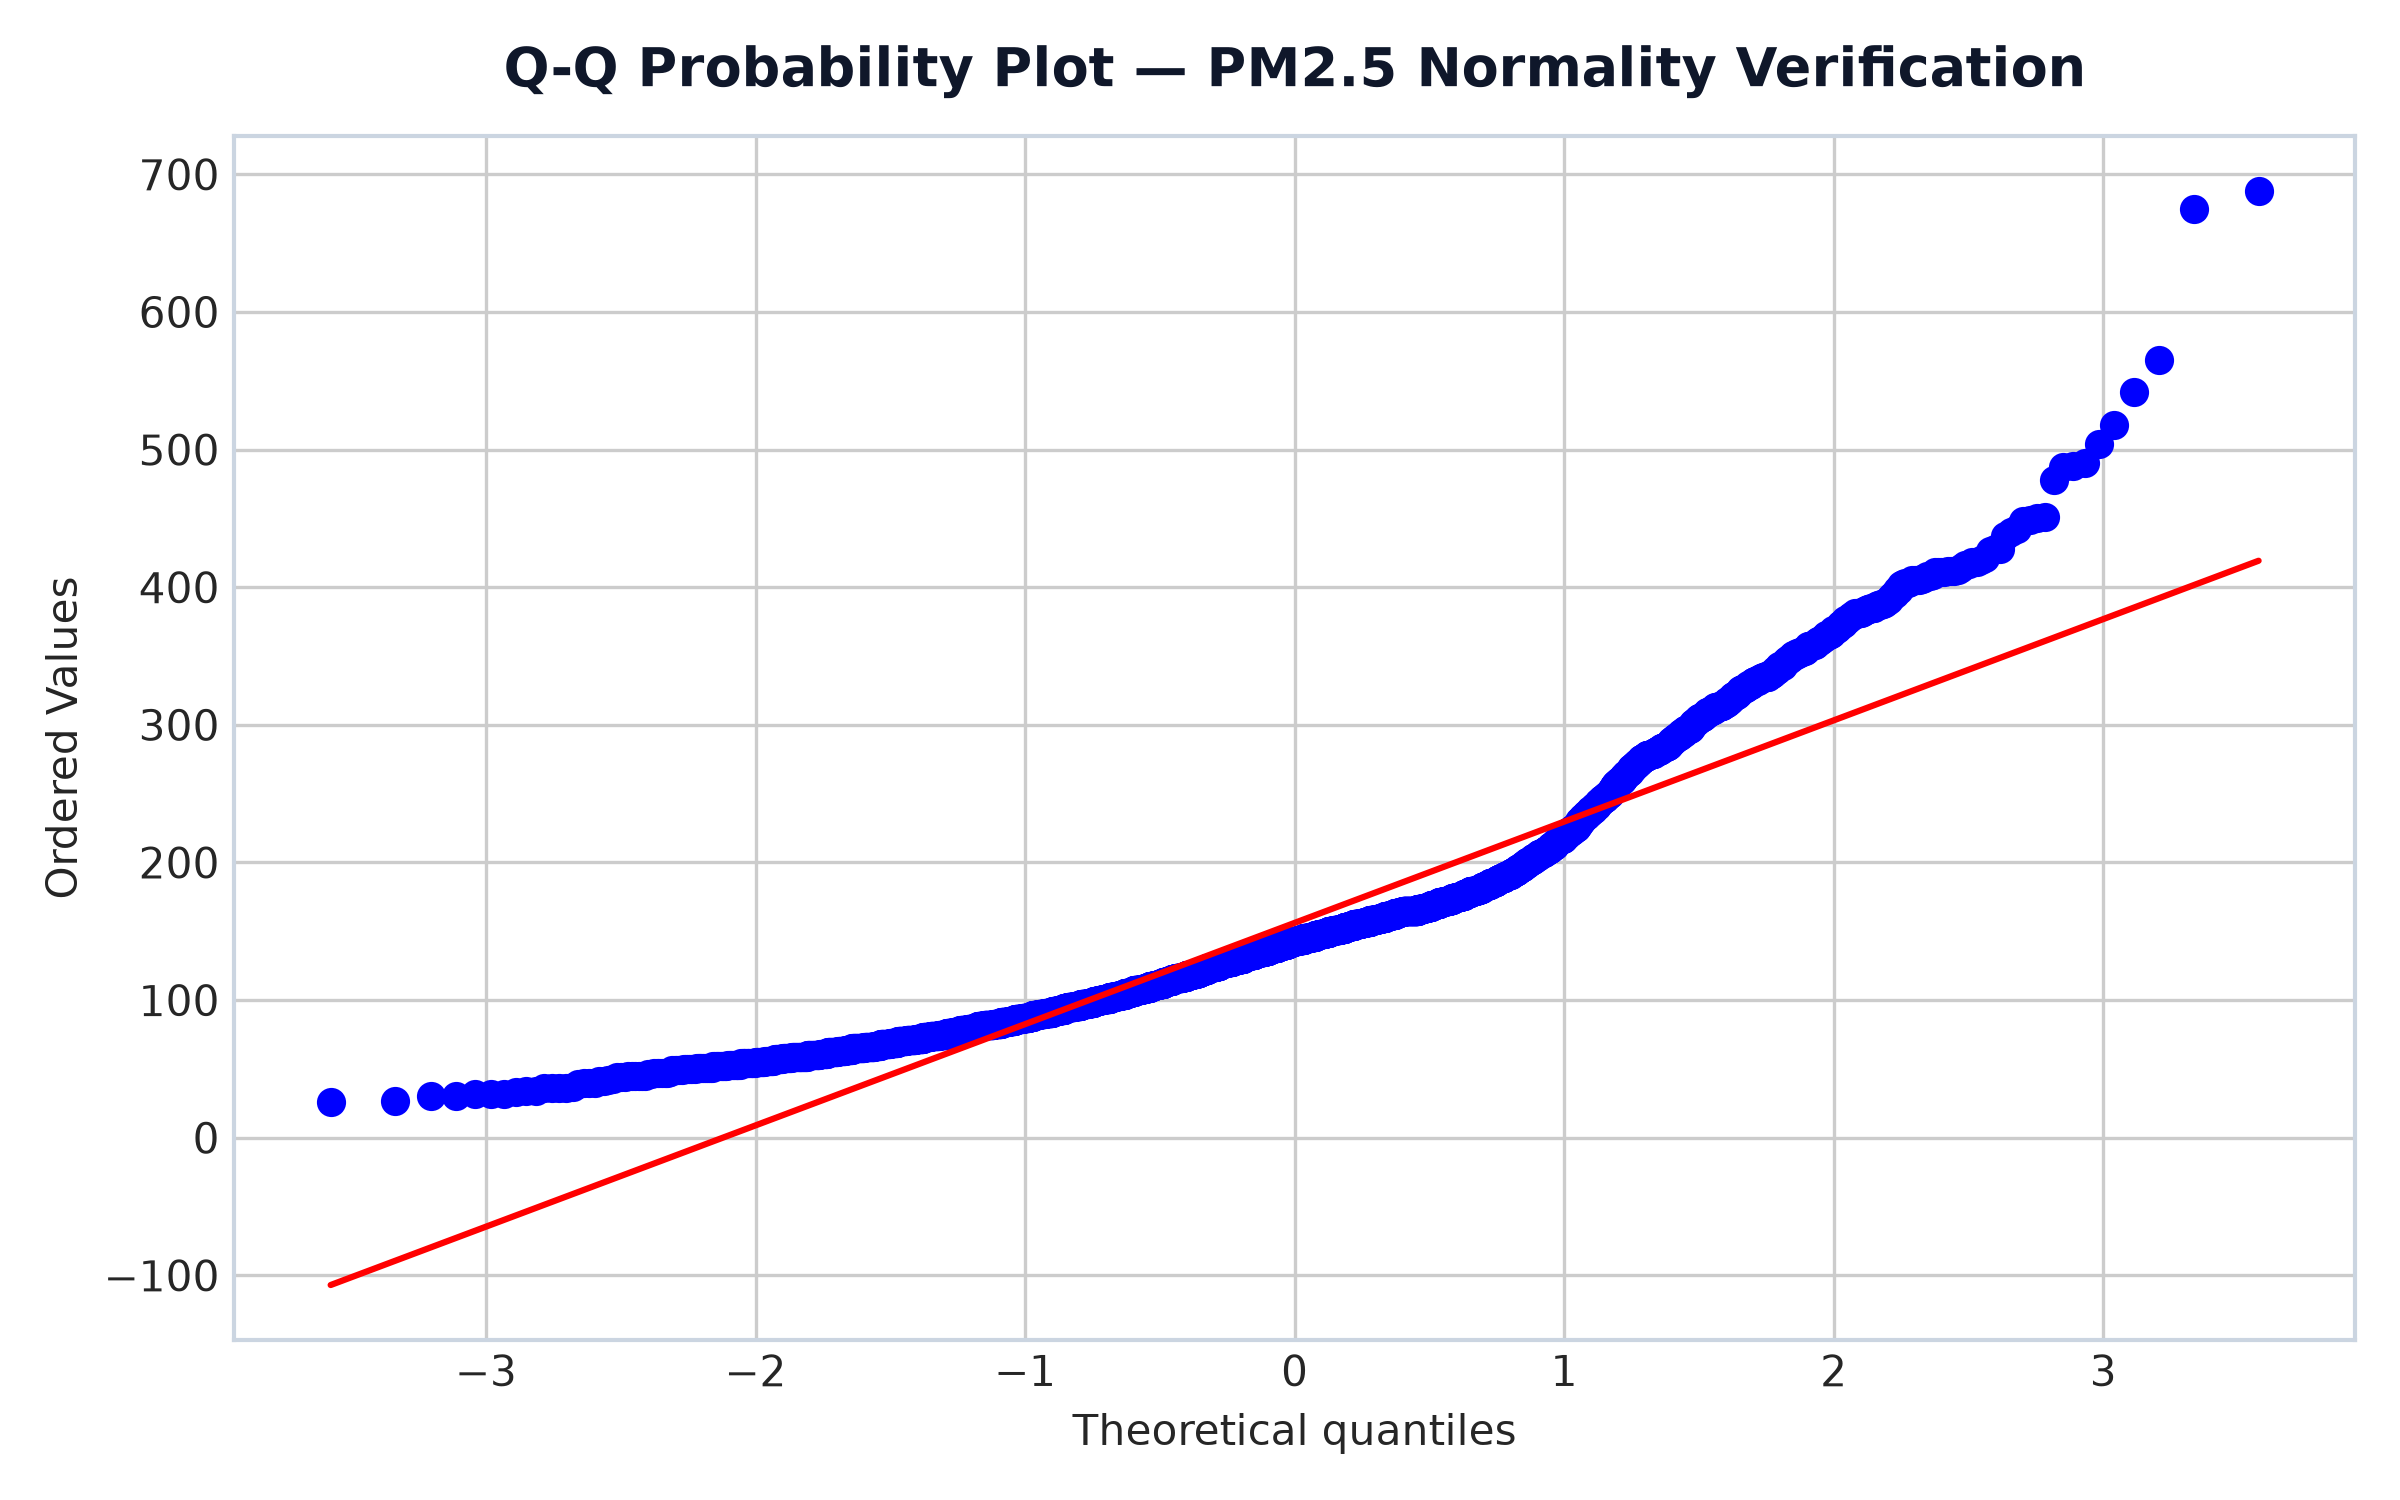 Q-Q Probability Plot — PM2.5 Normality Verification
700
600
500
400
300
200
100
0
−100
Ordered Values
−3 −2 −1 0 1 2 3
Theoretical quantiles